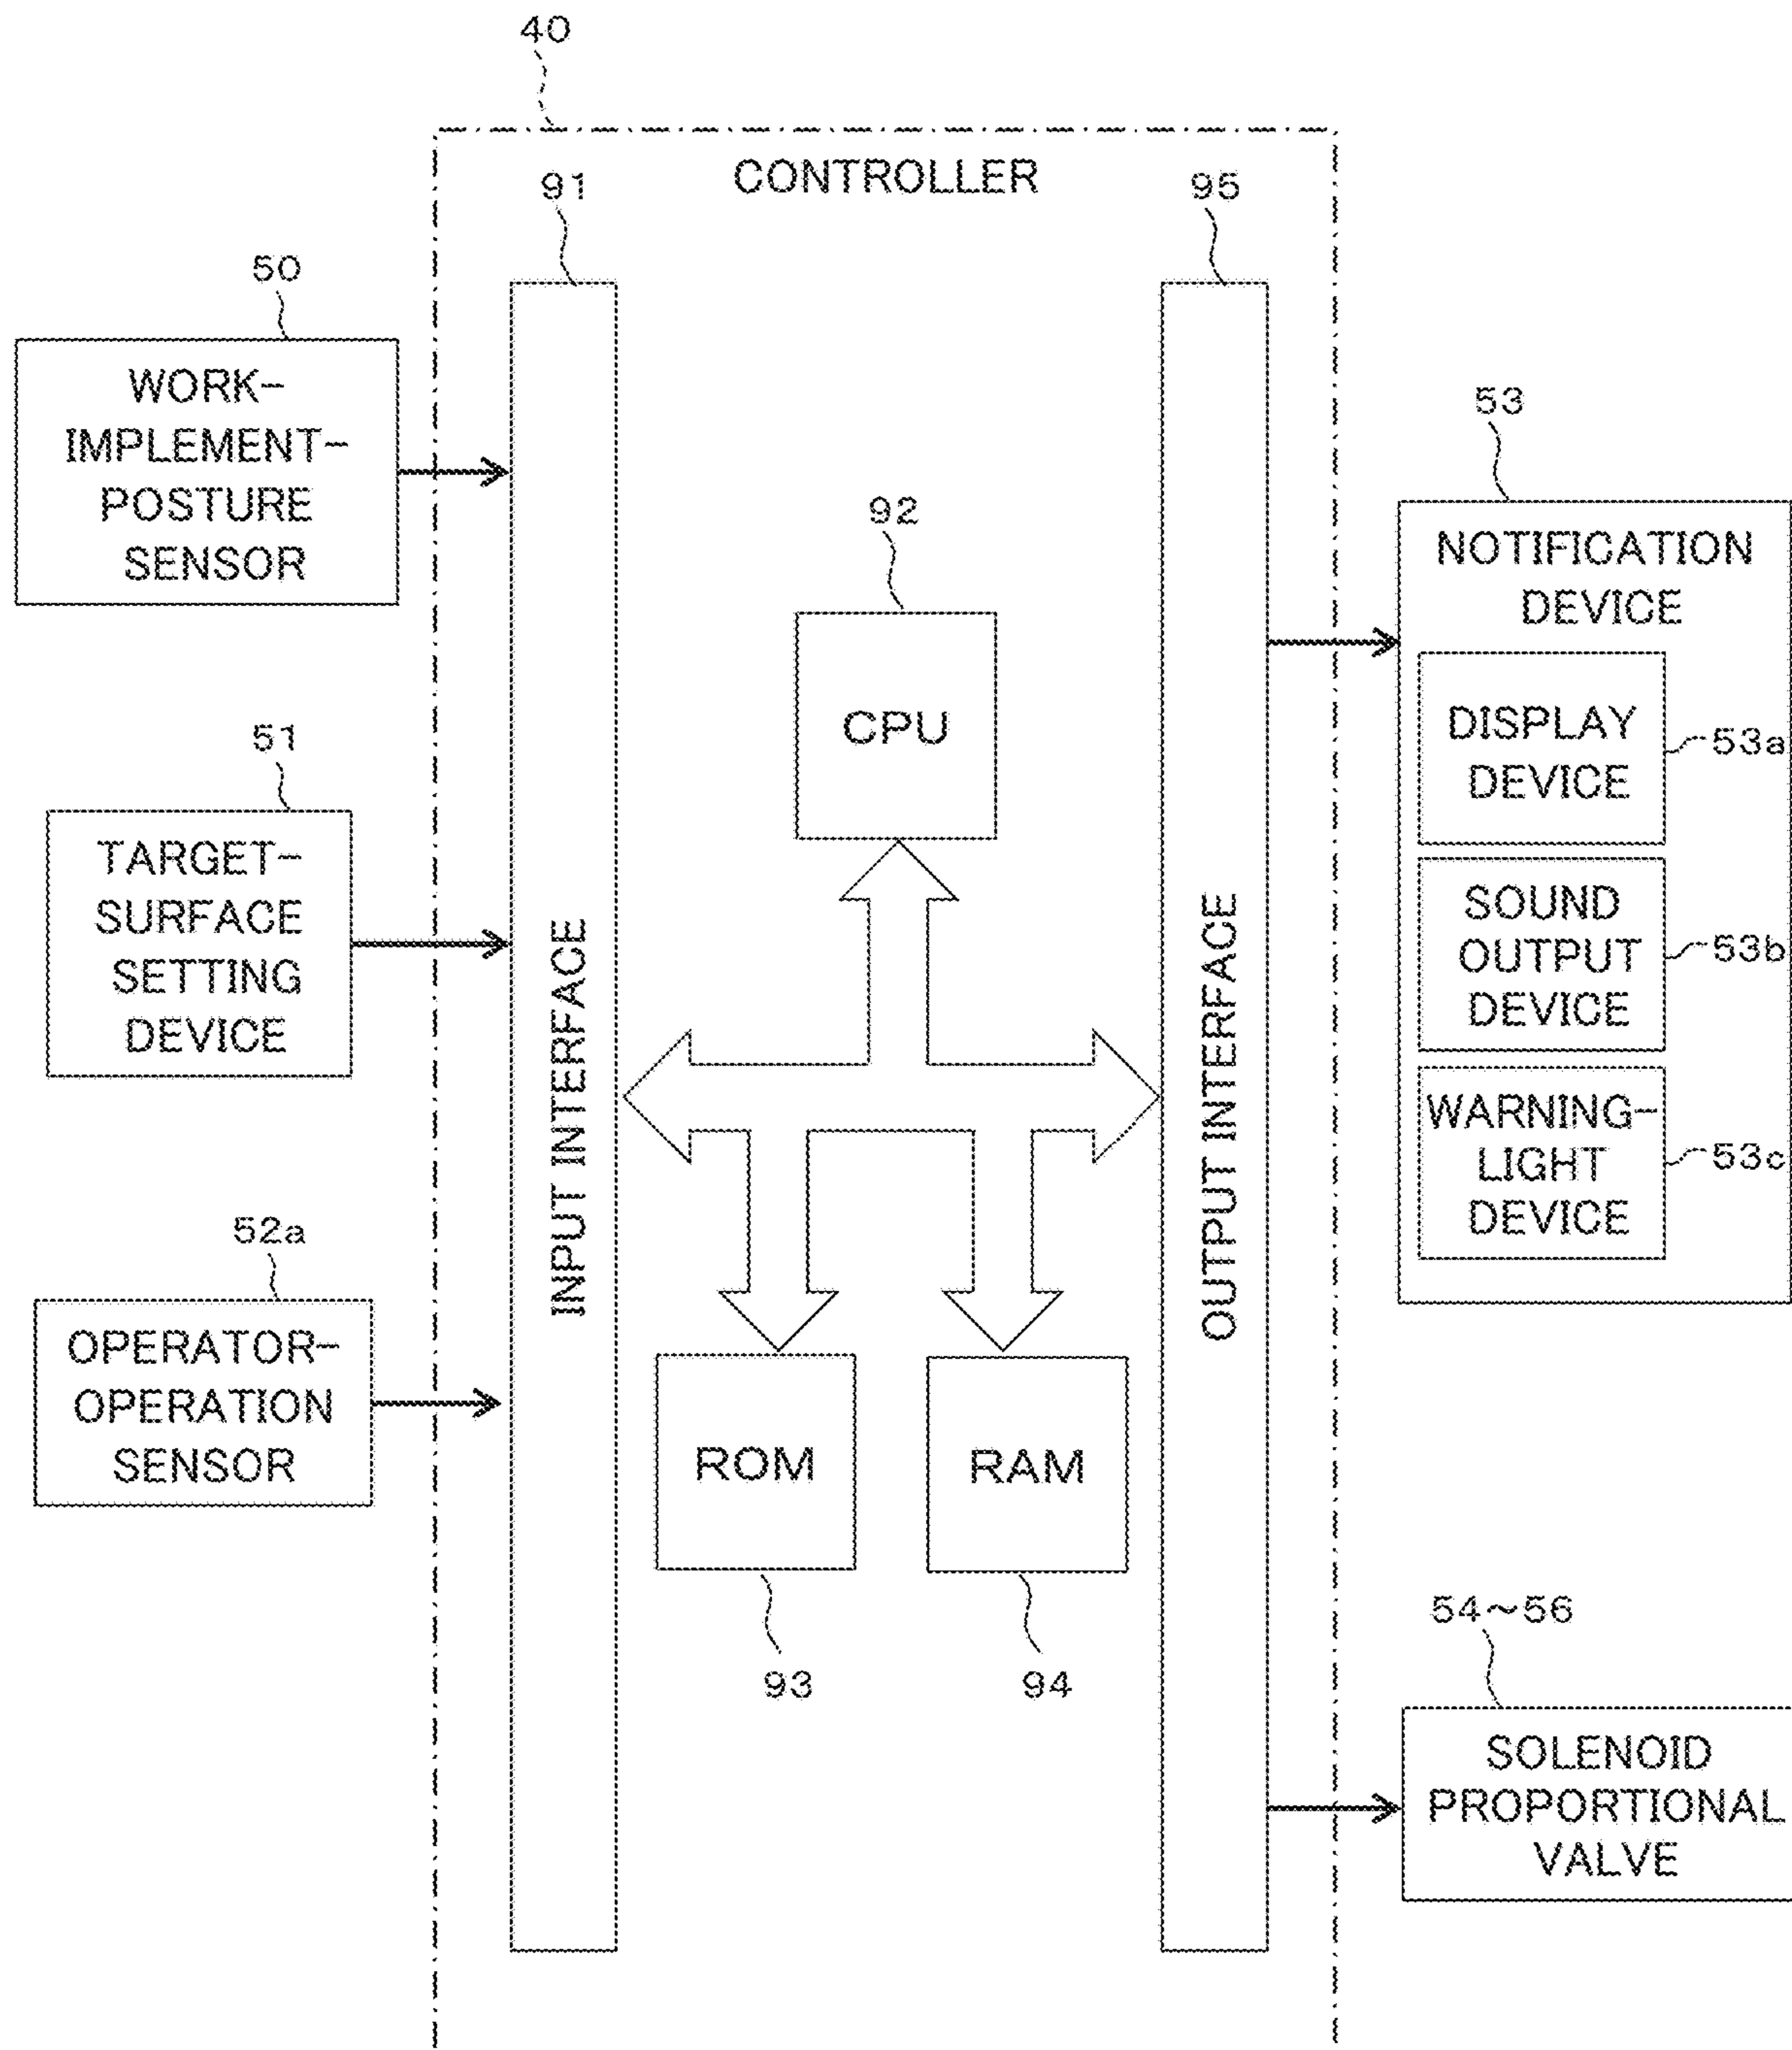 40
CONTROLLER
91
95
50
WORK-
IMPLEMENT-
POSTURE
SENSOR
51
TARGET-
SURFACE
SETTING
DEVICE
52a
OPERATOR-
OPERATION
SENSOR
INPUT INTERFACE
92
CPU
ROM
93
RAM
94
OUTPUT INTERFACE
53
NOTIFICATION
DEVICE
DISPLAY
DEVICE
53a
SOUND
OUTPUT
DEVICE
53b
WARNING-
LIGHT
DEVICE
53c
54～56
SOLENOID
PROPORTIONAL
VALVE